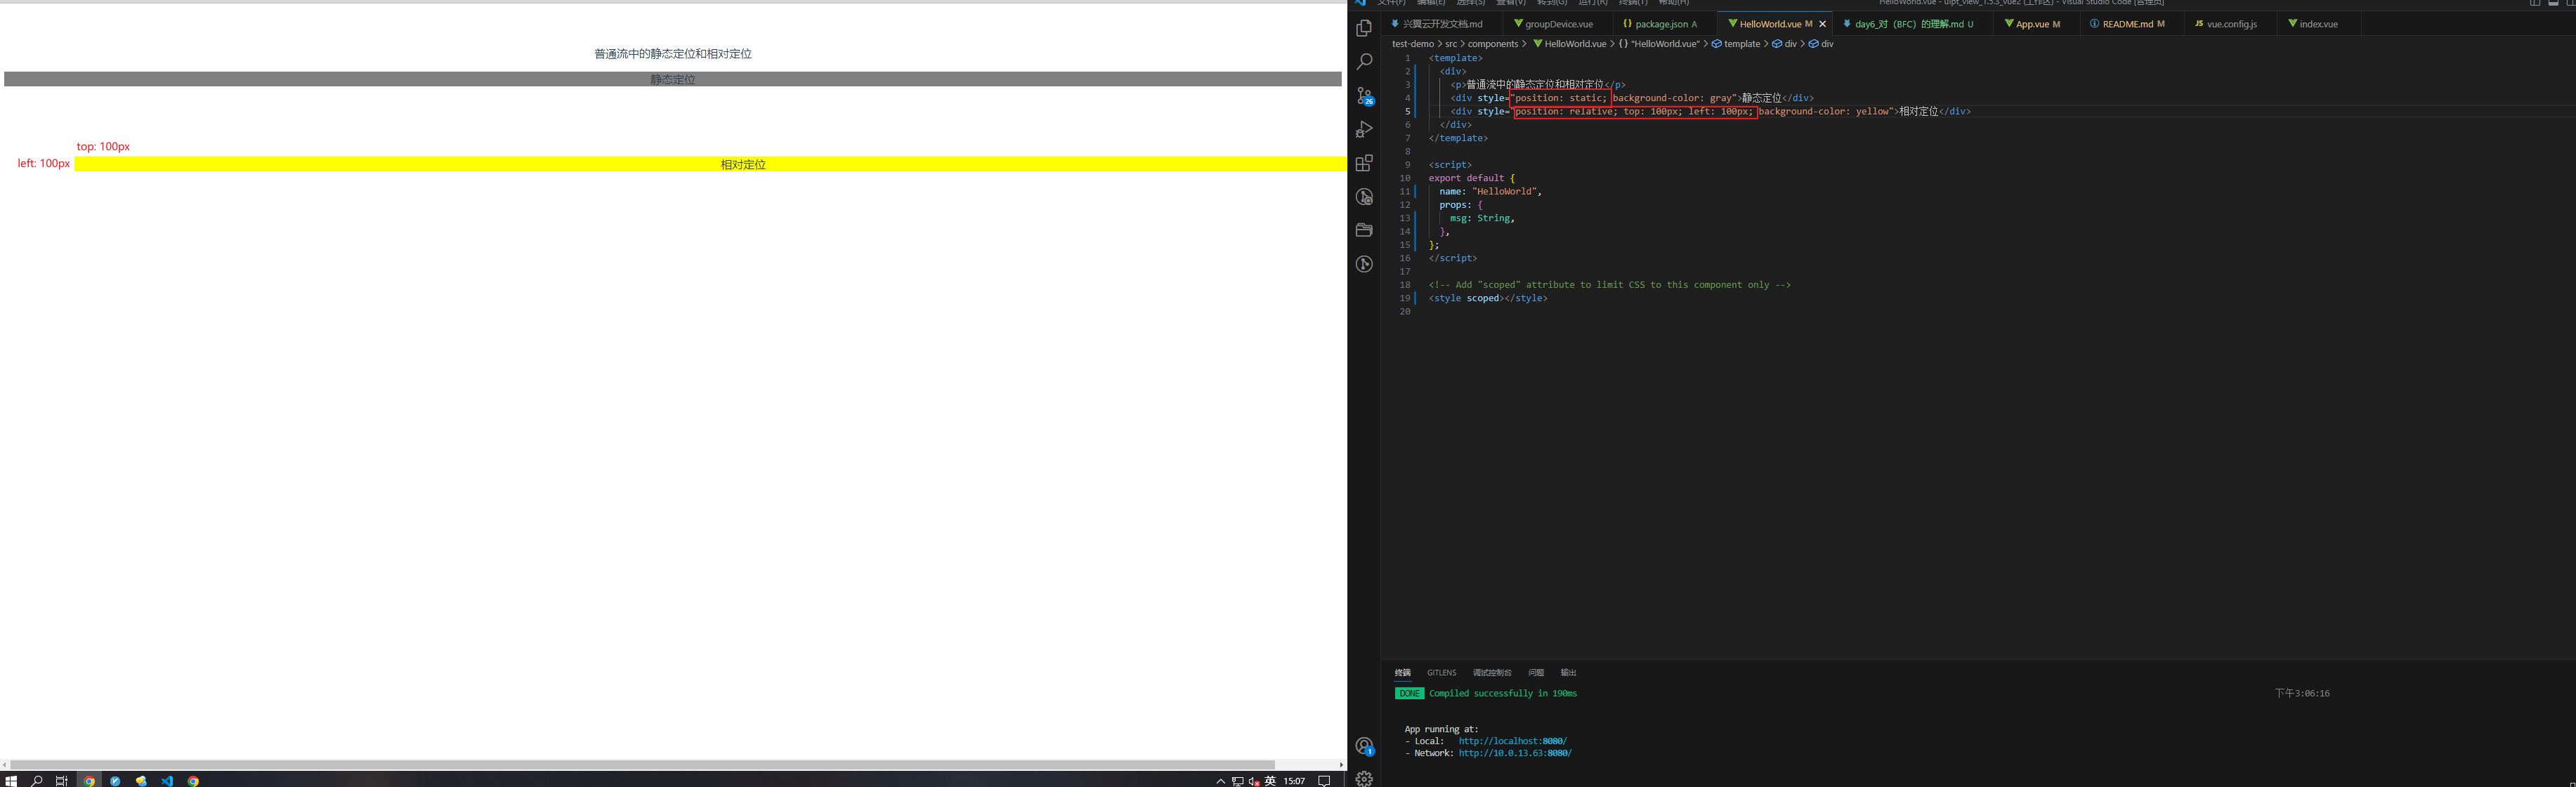 普通流中的静态定位和相对定位
静态定位
top: 100px
left: 100px
相对定位
英 15:07
文件(F) 编辑(E) 选择(S) 查看(V) 转到(G) 运行(R) 终端(T) 帮助(H)
HelloWorld.vue - uipt_view_1.5.3_vue2 (工作区) - Visual Studio Code [管理员]
兴翼云开发文档.md
groupDevice.vue
package.json A
HelloWorld.vue M
day6_对（BFC）的理解.md U
App.vue M
README.md M
JS vue.config.js
index.vue
test-demo > src > components > HelloWorld.vue > {} "HelloWorld.vue" > template > div > div
1 <template>
2 <div>
3 <p>普通流中的静态定位和相对定位</p>
4 <div style="position: static; background-color: gray">静态定位</div>
5 <div style="position: relative; top: 100px; left: 100px; background-color: yellow">相对定位</div>
6 </div>
7 </template>
8
9 <script>
10 export default {
11 name: "HelloWorld",
12 props: {
13 msg: String,
14 },
15 };
16 </script>
17
18 <!-- Add "scoped" attribute to limit CSS to this component only -->
19 <style scoped></style>
20
26
终端 GITLENS 调试控制台 问题 输出
DONE Compiled successfully in 190ms 下午3:06:16
App running at:
- Local: http://localhost:8080/
- Network: http://10.0.13.63:8080/
1